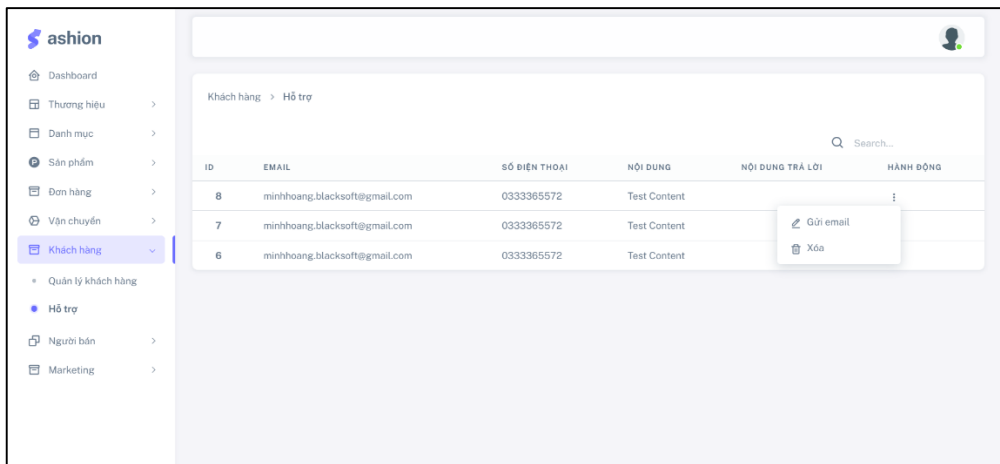 ashion
Dashboard
Thương hiệu
Danh mục
Sản phẩm
Đơn hàng
Vận chuyển
Khách hàng
Quản lý khách hàng
Hỗ trợ
Người bán
Marketing
Khách hàng > Hỗ trợ
Search...
ID EMAIL SỐ ĐIỆN THOẠI NỘI DUNG NỘI DUNG TRẢ LỜI HÀNH ĐỘNG
8 minhhoang.blacksoft@gmail.com 0333365572 Test Content
7 minhhoang.blacksoft@gmail.com 0333365572 Test Content
6 minhhoang.blacksoft@gmail.com 0333365572 Test Content
Gửi email
Xóa